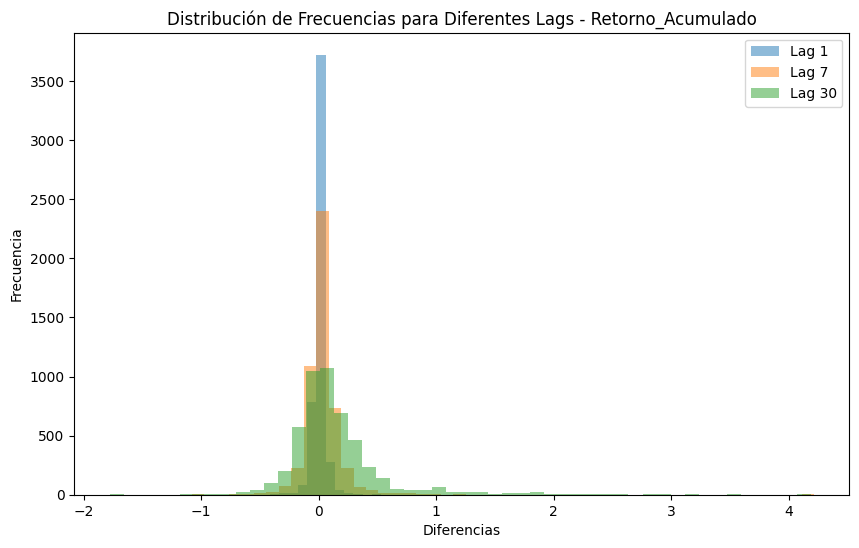 Distribución de Frecuencias para Diferentes Lags - Retorno_Acumulado
Lag 1
Lag 7
Lag 30
Frecuencia
3500
3000
2500
2000
1500
1000
500
0
−2
−1
0
1
2
3
4
Diferencias